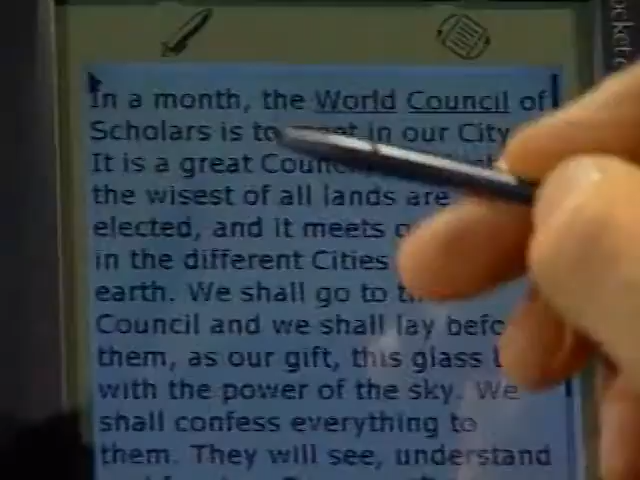 In a month, the World Council of
Scholars is to in our City
It is a great
the wisest of all lands are
elected, and it meets
in the different Cities
earth. We shall go to
Council and we shall lay
them, as our gift, this glass
with the power of the sky. We
shall confess everything to
them. They will see, understand